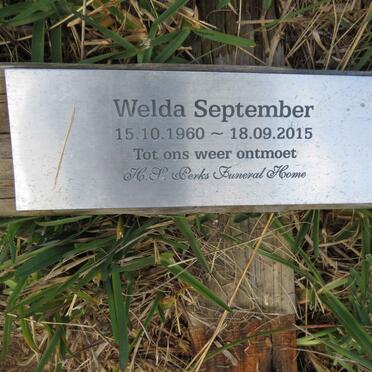 Welda September
15.10.1960 ~ 18.09.2015
Tot ons weer ontmoet
H.S. Perks Funeral Home